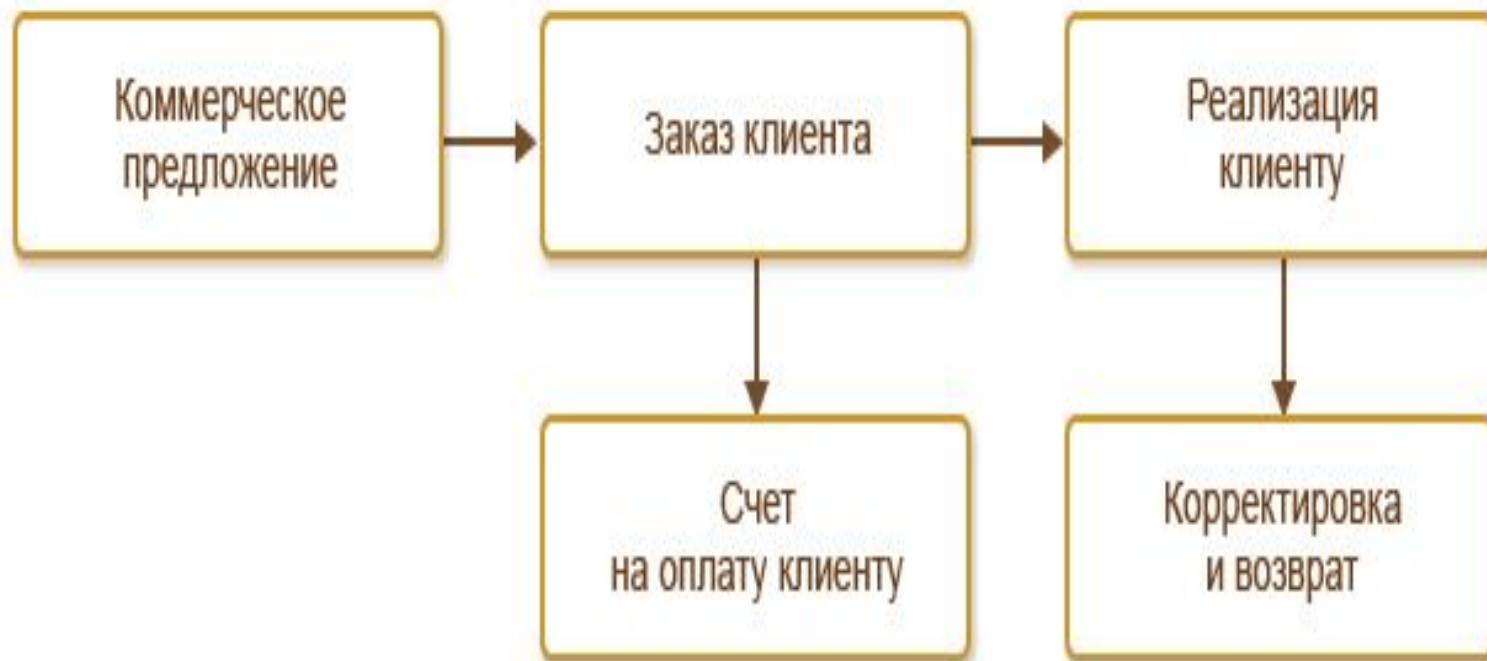 Коммерческое
предложение
Заказ клиента
Реализация
клиенту
Счет
на оплату клиенту
Корректировка
и возврат